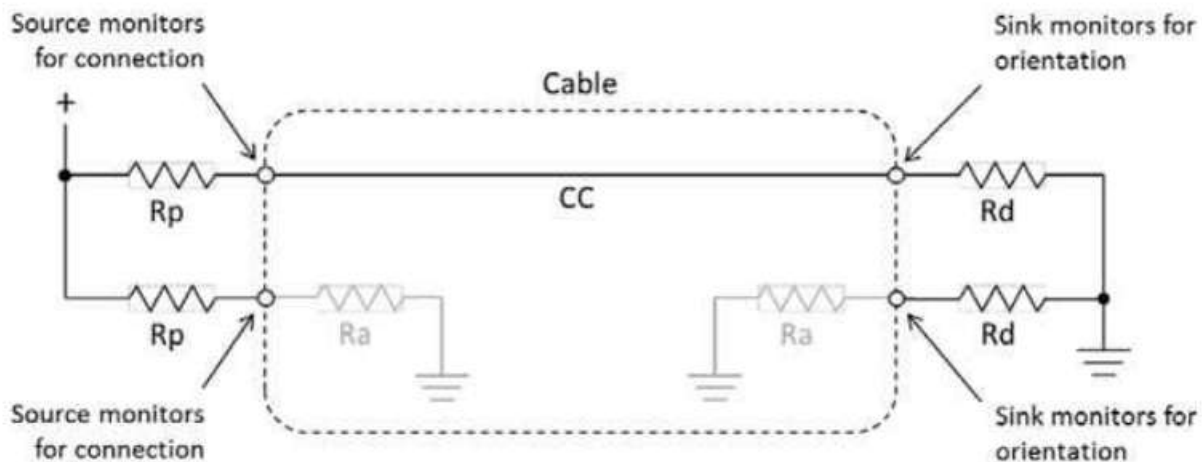 Source monitors
for connection
Sink monitors for
orientation
Cable
+
Rp
CC
Rd
Rp
Ra
Ra
Rd
Source monitors
for connection
Sink monitors for
orientation